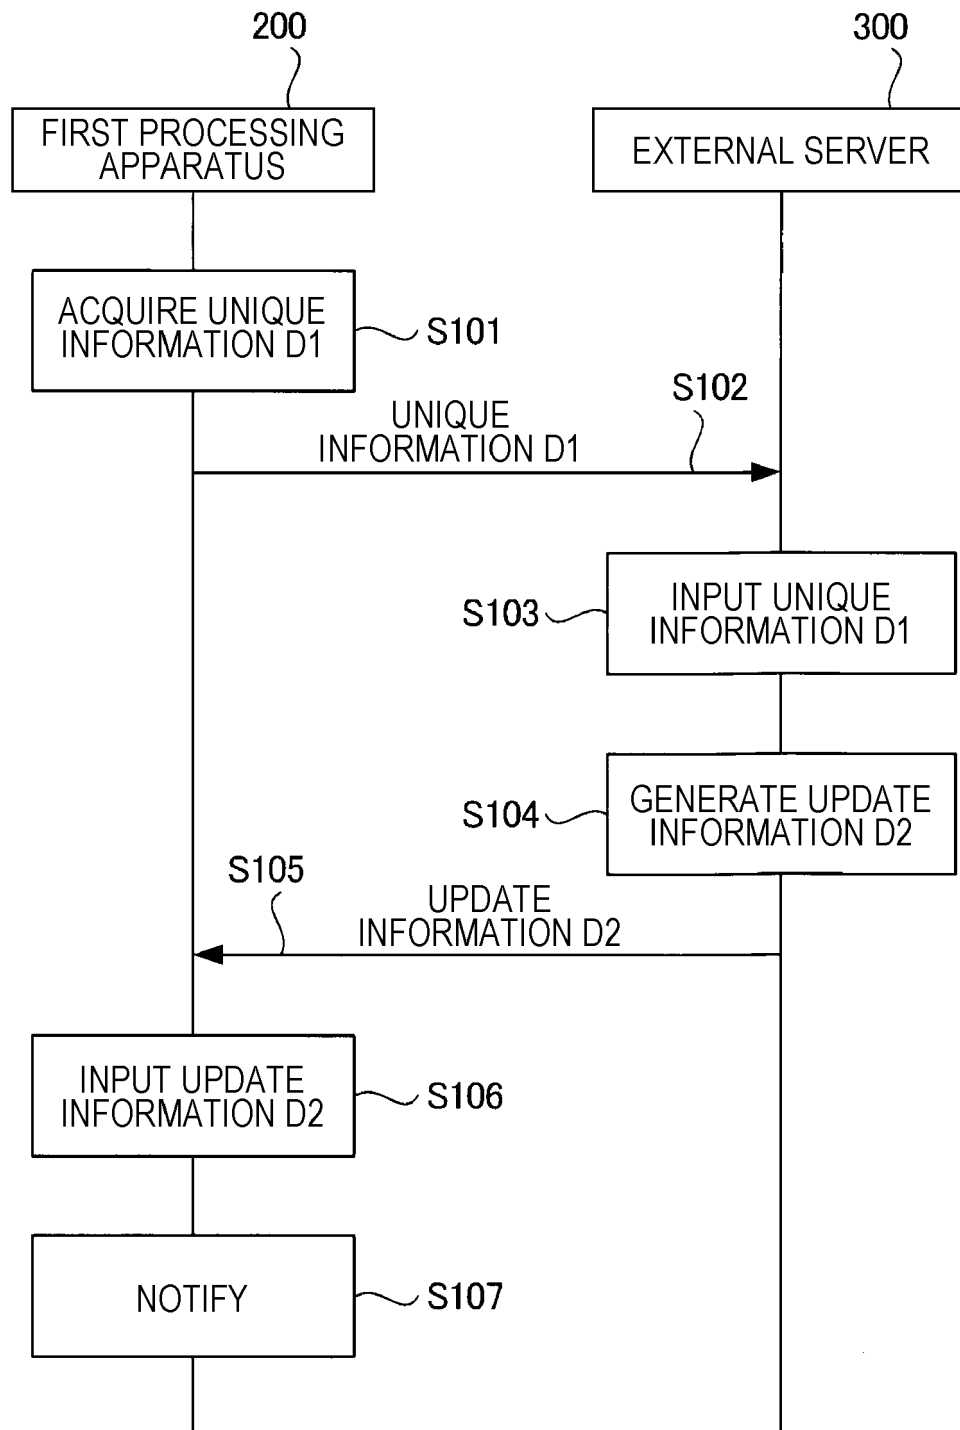 200
300
FIRST PROCESSING
APPARATUS
EXTERNAL SERVER
ACQUIRE UNIQUE
INFORMATION D1
S101
UNIQUE
INFORMATION D1
S102
S103
INPUT UNIQUE
INFORMATION D1
S104
GENERATE UPDATE
INFORMATION D2
S105
UPDATE
INFORMATION D2
INPUT UPDATE
INFORMATION D2
S106
NOTIFY
S107